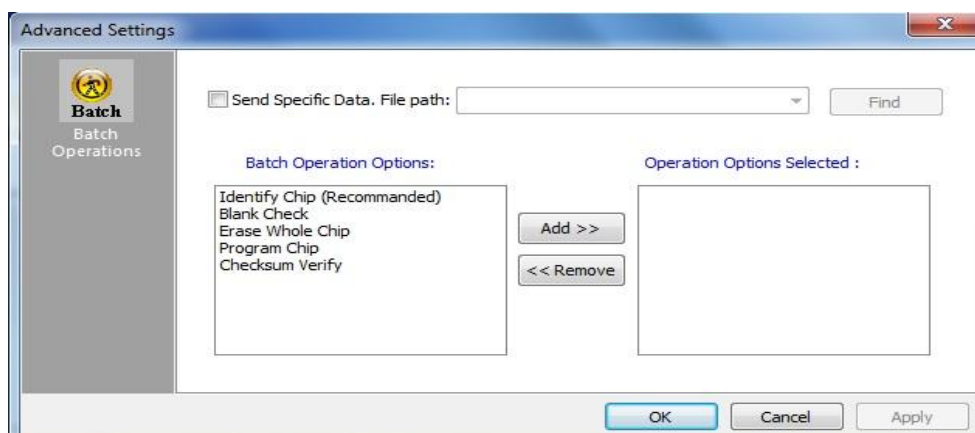 Advanced Settings
Batch
Batch
Operations
Send Specific Data. File path:
Find
Batch Operation Options:
Operation Options Selected :
Identify Chip (Recommanded)
Blank Check
Erase Whole Chip
Program Chip
Checksum Verify
Add >>
<< Remove
OK
Cancel
Apply